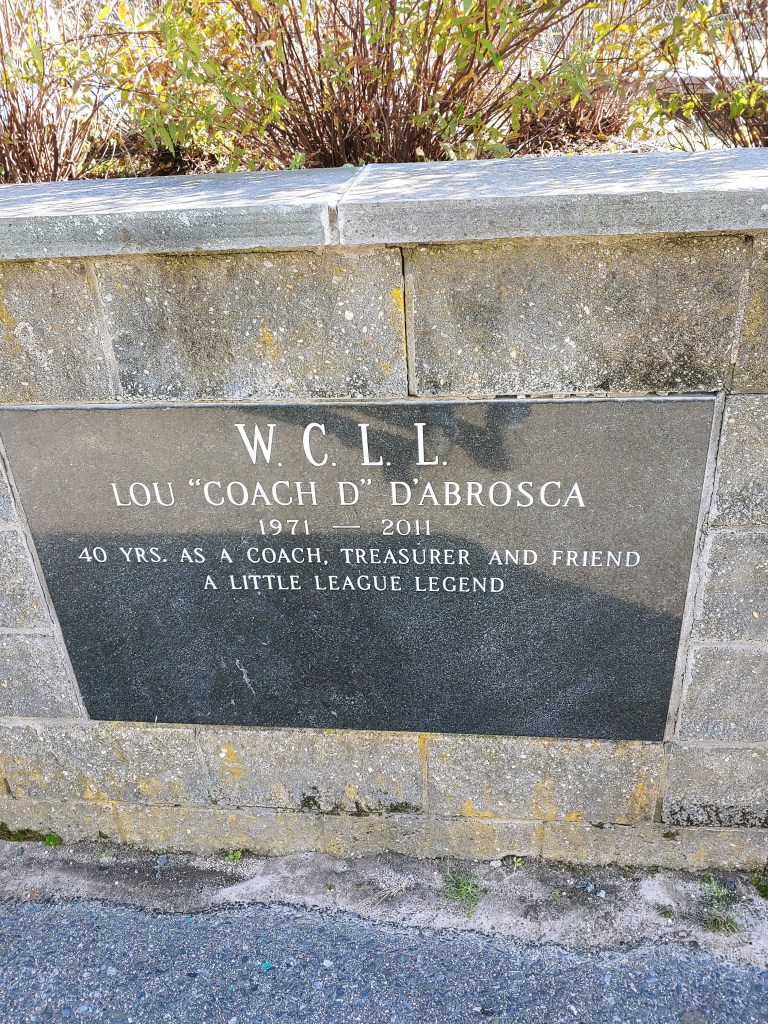 W. C. L. L.
LOU “COACH D” D’ABROSCA
1971 — 2011
40 YRS. AS A COACH, TREASURER AND FRIEND
A LITTLE LEAGUE LEGEND